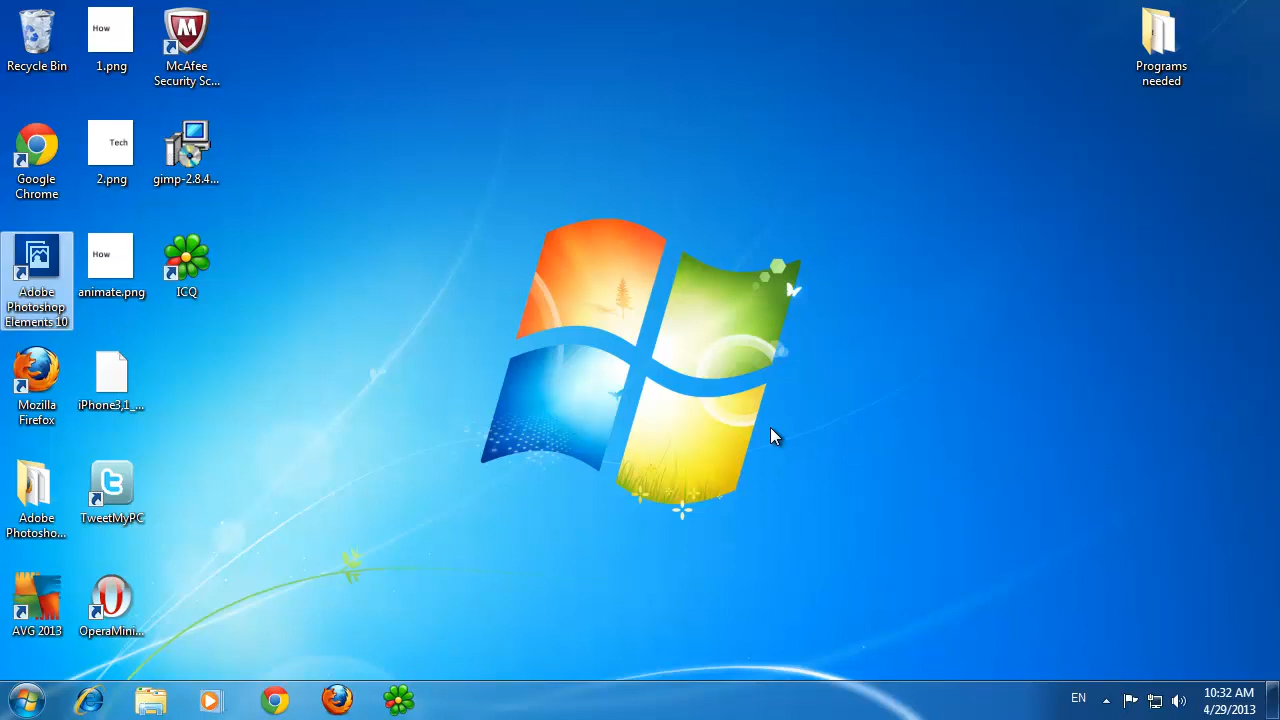 Recycle Bin
How
1.png
McAfee
Security Sc...
Programs
needed
Google
Chrome
Tech
2.png
gimp-2.8.4...
Adobe
Photoshop
Elements 10
How
animate.png
ICQ
Mozilla
Firefox
iPhone3,1_...
Adobe
Photosho...
TweetMyPC
AVG 2013
OperaMini...
EN
10:32 AM
4/29/2013